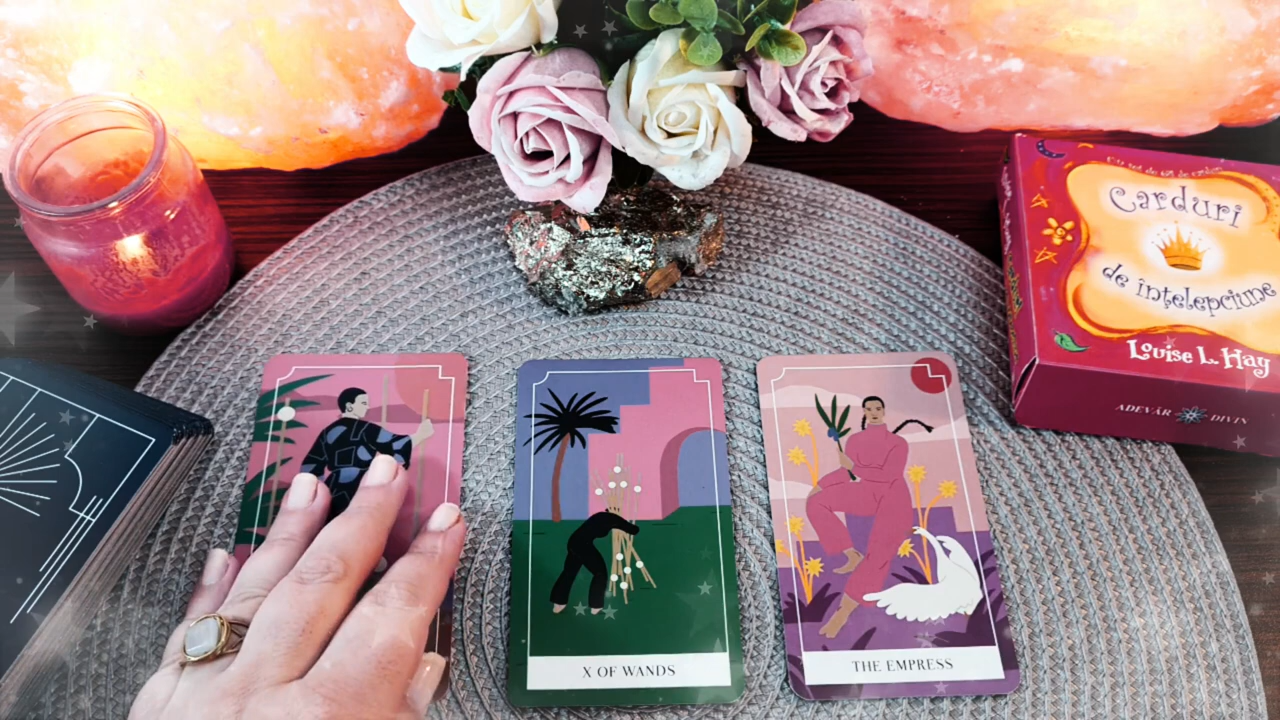 Carduri
de înțelepciune
Louise L. Hay
ADEVĂR DIVIN
X OF WANDS
THE EMPRESS